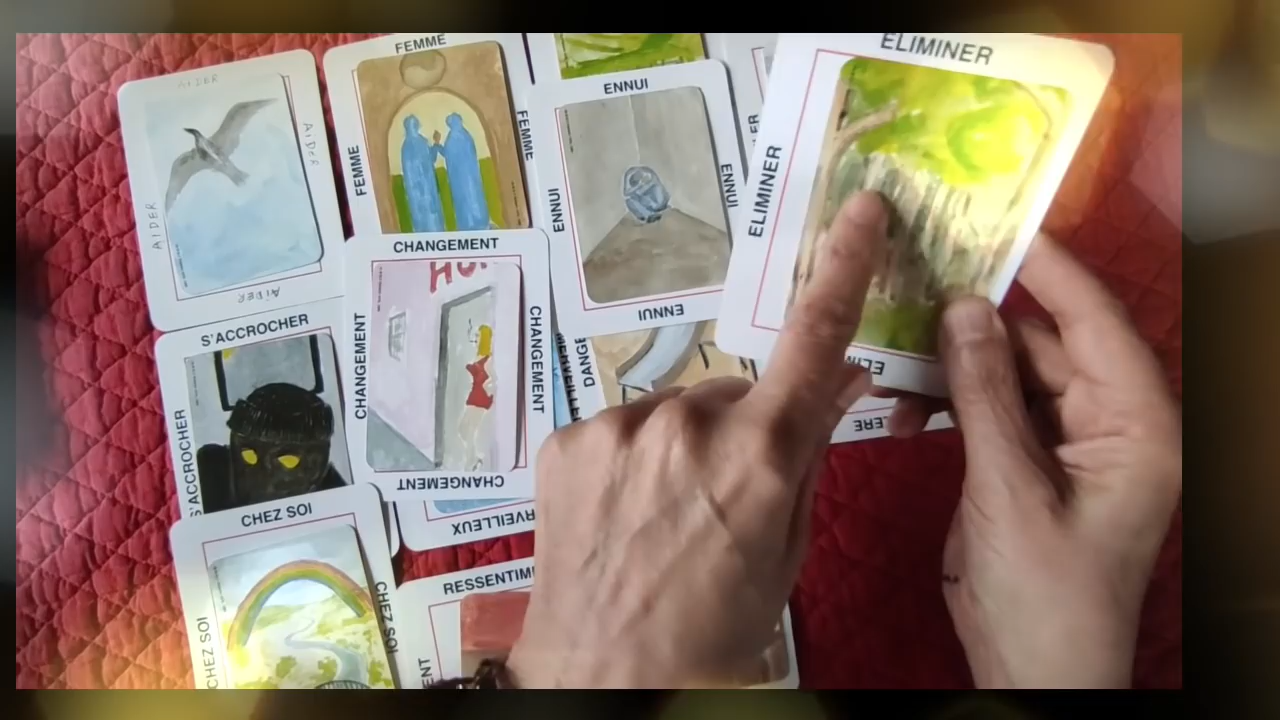 AIDER
AIDER
AIDER
AIDER
FEMME
FEMME
FEMME
ENNUI
ENNUI
ENNUI
ENNUI
ELIMINER
ELIMINER
CHANGEMENT
CHANGEMENT
CHANGEMENT
CHANGEMENT
S'ACCROCHER
S'ACCROCHER
CHEZ SOI
CHEZ SOI
CHEZ SOI